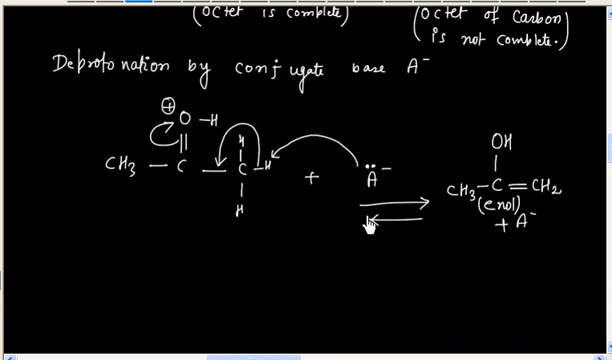 (Octet is complete) (Octet of Carbon
is not complete.)
Deprotonation by conjugate base A⁻
⊕ O–H OH
CH₃ — C — C–H + Ä⁻ CH₃–C=CH₂
H H (enol)
+ A⁻